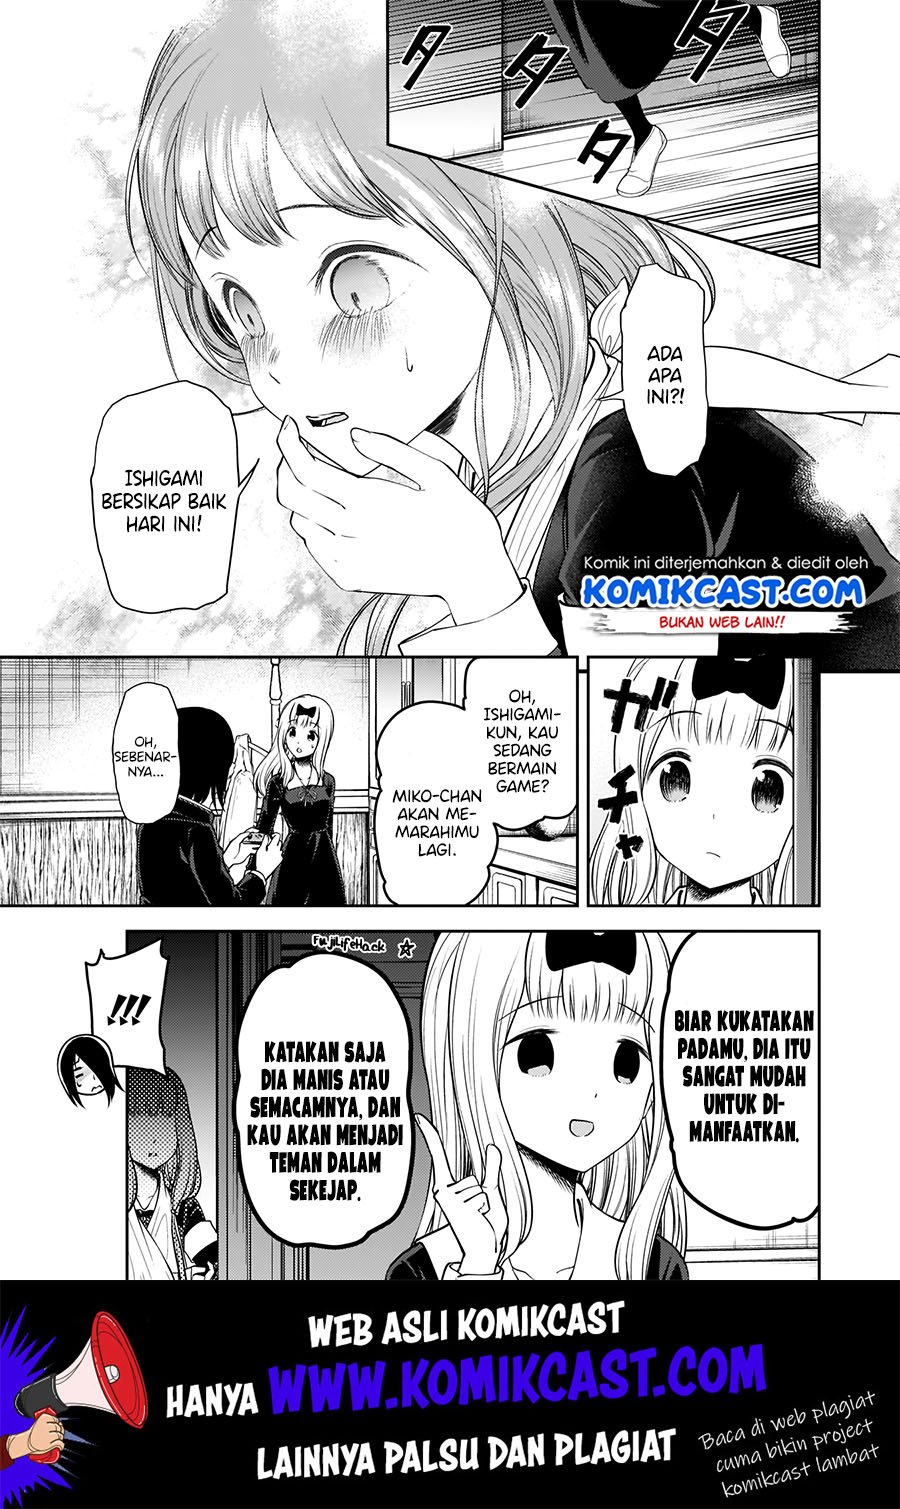 タ
タ
タ
タ
ADA
APA
INI?!
ISHIGAMI
BERSIKAP BAIK
HARI INI!
Komik ini diterjemahkan & diedit oleh
KOMIKCAST.COM
BUKAN WEB LAIN!!
ガ
チャ
OH,
ISHIGAMI-
KUN, KAU
SEDANG
BERMAIN
GAME?
MIKO-CHAN
AKAN ME-
MARAHIMU
LAGI.
OH,
SEBENAR-
NYA...
BIAR KUKATAKAN
PADAMU, DIA ITU
SANGAT MUDAH
UNTUK DI-
MANFAATKAN.
FujiLifeHack ☆
KATAKAN SAJA
DIA MANIS ATAU
SEMACAMNYA, DAN
KAU AKAN MENJADI
TEMAN DALAM
SEKEJAP.
!!!
WEB ASLI KOMIKCAST
HANYA WWW.KOMIKCAST.COM
LAINNYA PALSU DAN PLAGIAT
Baca di web plagiat
cuma bikin project
komikcast lambat